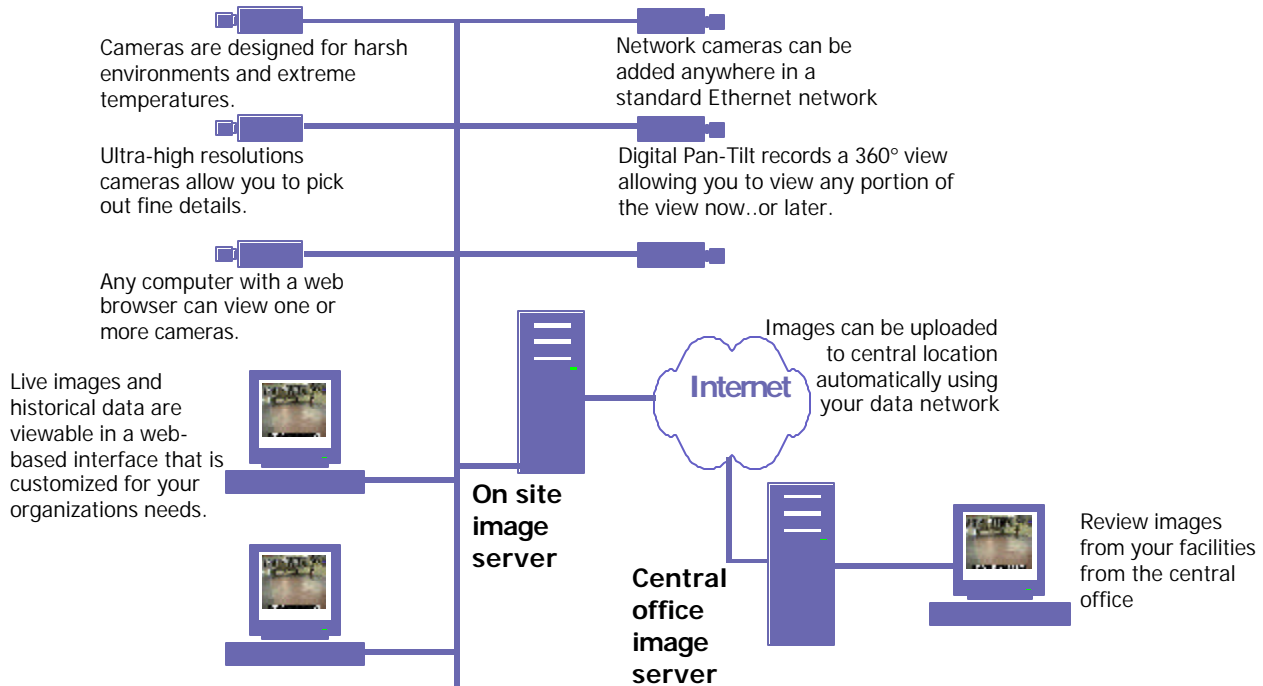 Cameras are designed for harsh
environments and extreme
temperatures.
Network cameras can be
added anywhere in a
standard Ethernet network
Ultra-high resolutions
cameras allow you to pick
out fine details.
Digital Pan-Tilt records a 360° view
allowing you to view any portion of
the view now..or later.
Any computer with a web
browser can view one or
more cameras.
Images can be uploaded
to central location
automatically using
your data network
Internet
Live images and
historical data are
viewable in a web-
based interface that is
customized for your
organizations needs.
On site
image
server
Central
office
image
server
Review images
from your facilities
from the central
office